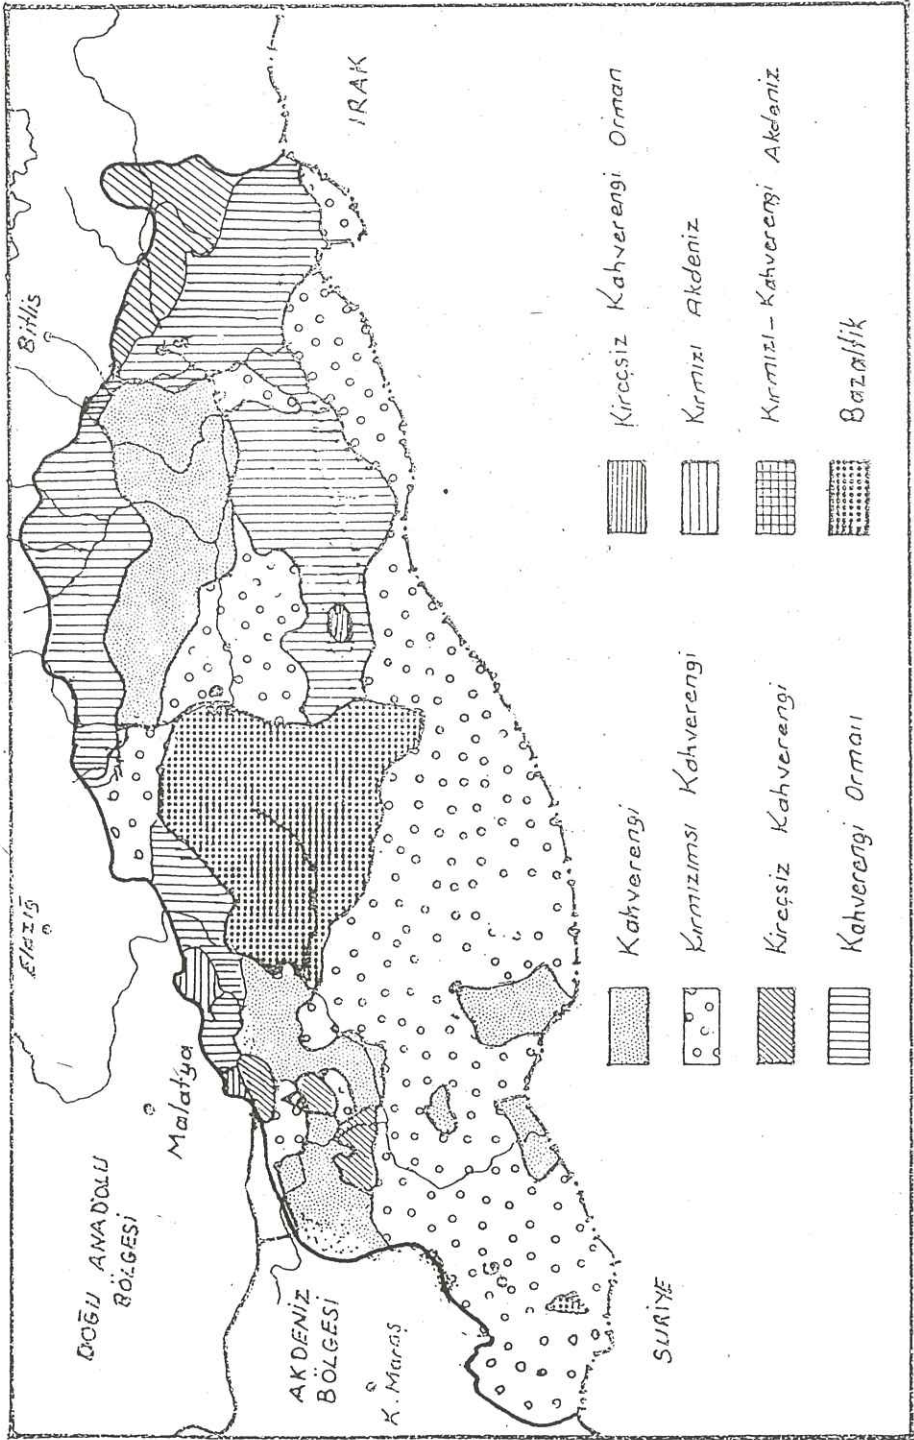 Bitlis
Elazığ
Malatya
DOĞU ANADOLU
BÖLGESİ
AKDENİZ
BÖLGESİ
K. Maraş
IRAK
SURİYE
Kahverengi
Kırmızımsı Kahverengi
Kireçsiz Kahverengi
Kahverengi Orman
Kireçsiz Kahverengi Orman
Kırmızı Akdeniz
Kırmızı-Kahverengi Akdeniz
Bazaltik